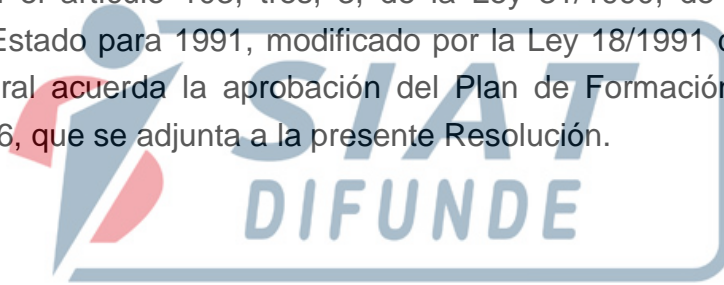 el artículo 103, tres, 3, de la Ley 31/1990, de
Estado para 1991, modificado por la Ley 18/1991
acuerda la aprobación del Plan de Formación
6, que se adjunta a la presente Resolución.
SIAT
DIFUNDE